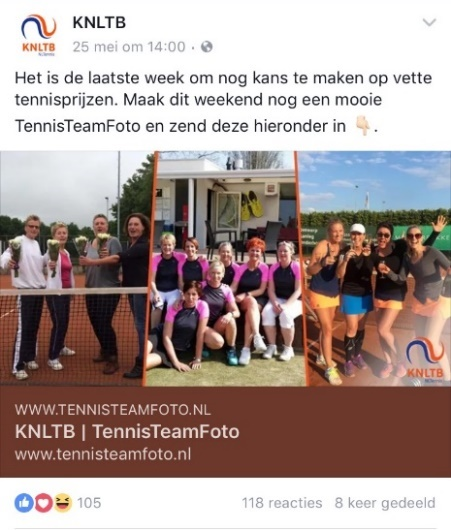 KNLTB
25 mei om 14:00 ·
KNLTB
Het is de laatste week om nog kans te maken op vette
tennisprijzen. Maak dit weekend nog een mooie
TennisTeamFoto en zend deze hieronder in 👇🏻.
KNLTB
WWW.TENNISTEAMFOTO.NL
KNLTB | TennisTeamFoto
www.tennisteamfoto.nl
105
118 reacties 8 keer gedeeld